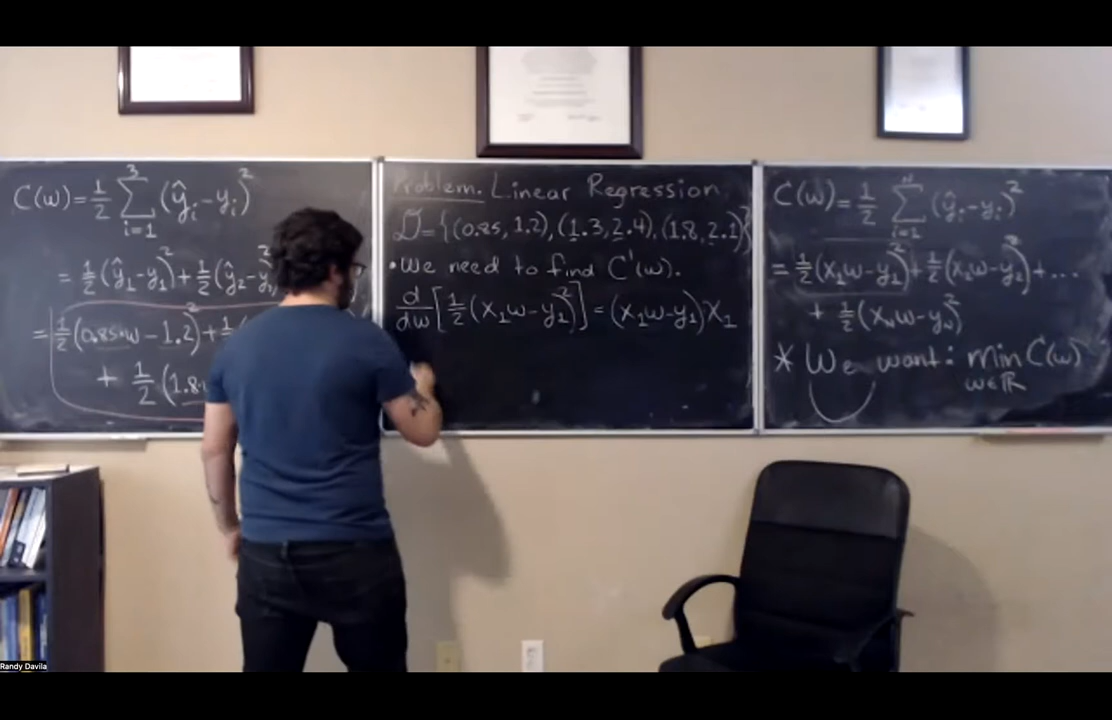 C(w) = 1/2 Σ_{i=1}^{3} (ŷ_i - y_i)^2
= 1/2 (ŷ_1 - y_1)^2 + 1/2 (ŷ_2 - y
= 1/2 (0.85w - 1.2)^2 + 1/
+ 1/2 (1.8
Problem. Linear Regression
D = {(0.85, 1.2), (1.3, 2.4), (1.8, 2.1)}
• We need to find C'(w).
d/dw [1/2 (x_1w - y_1)^2] = (x_1w - y_1) x_1
C(w) = 1/2 Σ_{i=1}^{N} (ŷ_i - y_i)^2
= 1/2 (x_1w - y_1)^2 + 1/2 (x_2w - y_2)^2 + ...
+ 1/2 (x_Nw - y_N)^2
* We want: min C(w)
w∈ℝ
Randy Davila